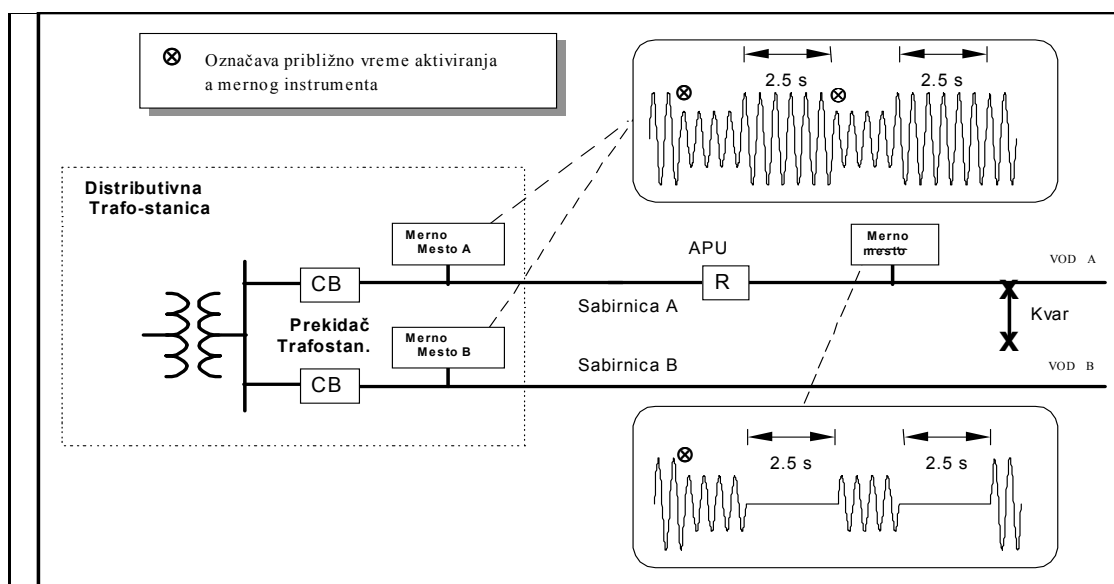 Označava približno vreme aktiviranja
a mernog instrumenta
2.5 s
2.5 s
Distributivna
Trafo-stanica
Merno
Mesto A
APU
Merno
mesto
VOD A
CB
R
Sabirnica A
Kvar
Prekidač
Trafostan.
Merno
Mesto B
Sabirnica B
VOD B
CB
2.5 s
2.5 s